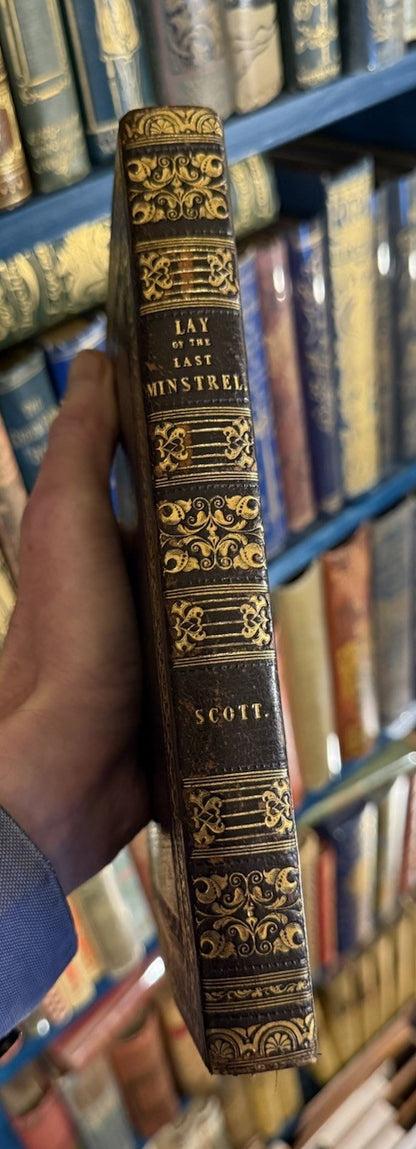 LAY
OF THE
LAST
MINSTREL.
SCOTT.